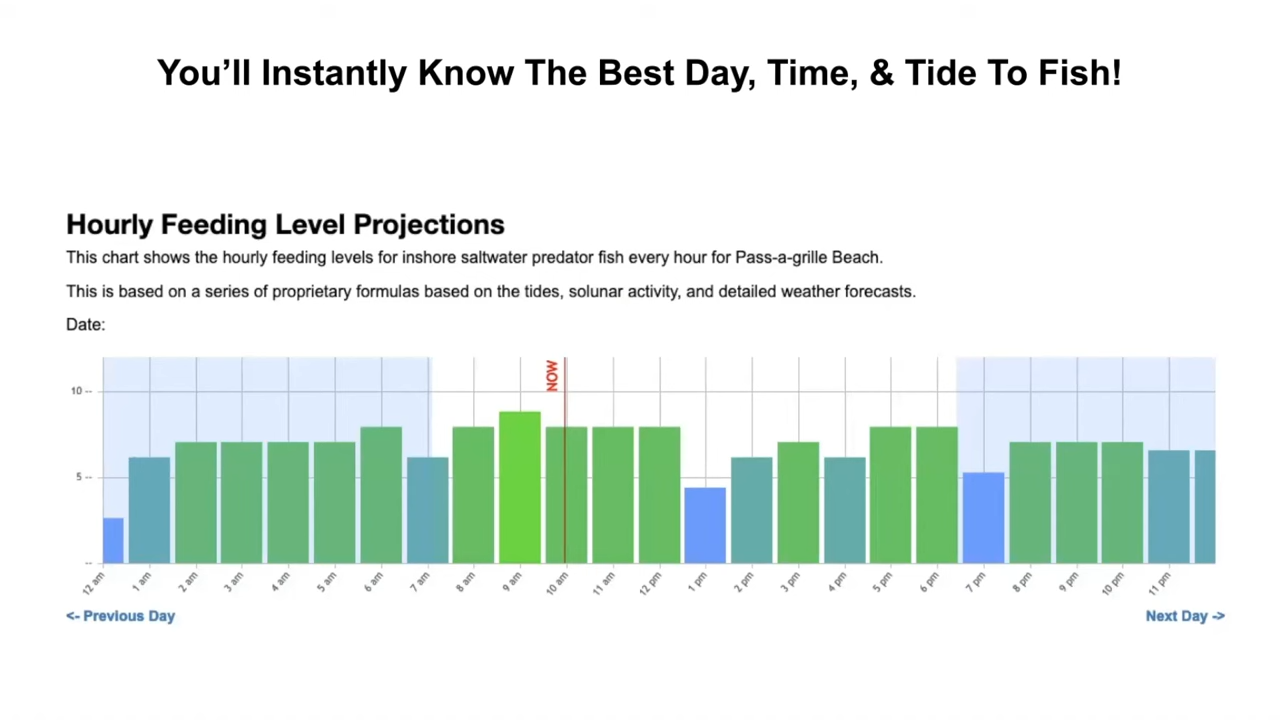 You’ll Instantly Know The Best Day, Time, & Tide To Fish!
Hourly Feeding Level Projections
This chart shows the hourly feeding levels for inshore saltwater predator fish every hour for Pass-a-grille Beach.
This is based on a series of proprietary formulas based on the tides, solunar activity, and detailed weather forecasts.
Date:
NOW
10 --
5 --
--
12 am 1 am 2 am 3 am 4 am 5 am 6 am 7 am 8 am 9 am 10 am 11 am 12 pm 1 pm 2 pm 3 pm 4 pm 5 pm 6 pm 7 pm 8 pm 9 pm 10 pm 11 pm
<- Previous Day
Next Day ->